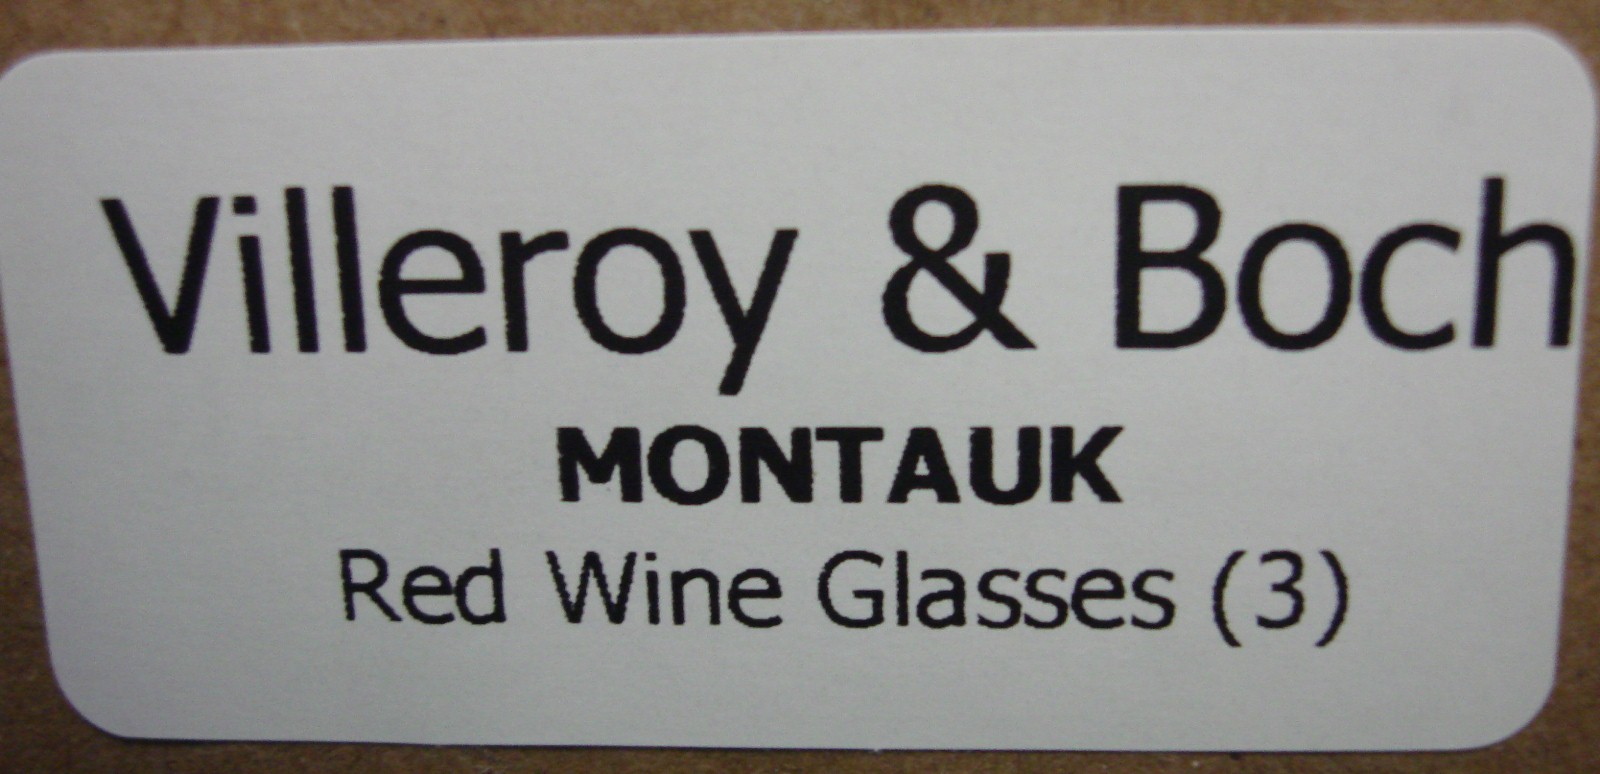 Villeroy & Boch
MONTAUK
Red Wine Glasses (3)